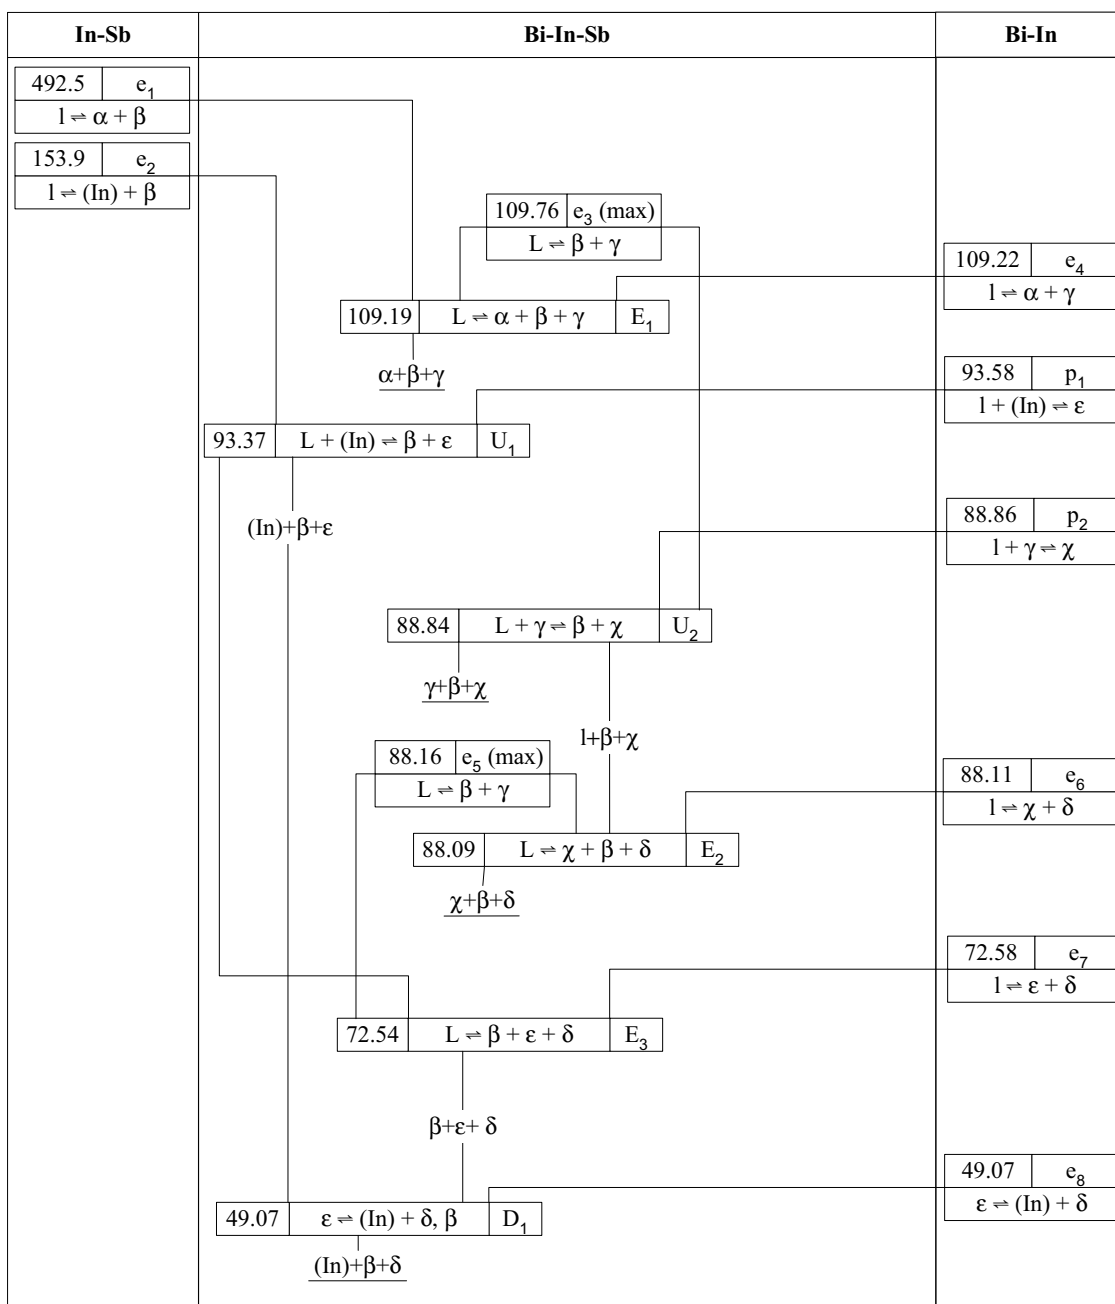 In-Sb
Bi-In-Sb
Bi-In
492.5 e₁
l ⇌ α + β
153.9 e₂
l ⇌ (In) + β
109.76 e₃ (max)
L ⇌ β + γ
109.22 e₄
l ⇌ α + γ
109.19 L ⇌ α + β + γ E₁
α+β+γ
93.58 p₁
l + (In) ⇌ ε
93.37 L + (In) ⇌ β + ε U₁
(In)+β+ε
88.86 p₂
l + γ ⇌ χ
88.84 L + γ ⇌ β + χ U₂
γ+β+χ
l+β+χ
88.16 e₅ (max)
L ⇌ β + γ
88.11 e₆
l ⇌ χ + δ
88.09 L ⇌ χ + β + δ E₂
χ+β+δ
72.58 e₇
l ⇌ ε + δ
72.54 L ⇌ β + ε + δ E₃
β+ε+ δ
49.07 e₈
ε ⇌ (In) + δ
49.07 ε ⇌ (In) + δ, β D₁
(In)+β+δ